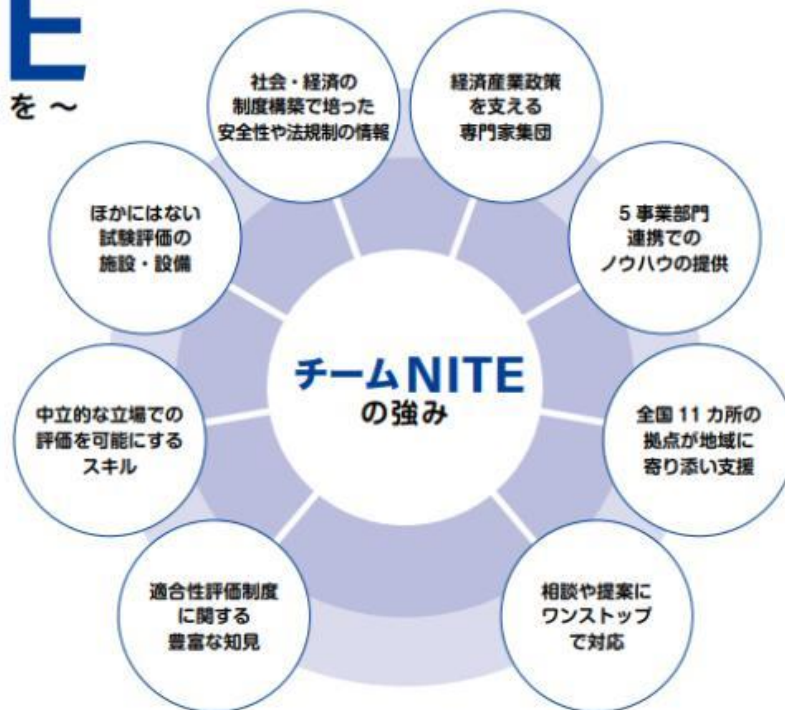 E
を ～
社会・経済の
制度構築で培った
安全性や法規制の情報
経済産業政策
を支える
専門家集団
ほかにはない
試験評価の
施設・設備
5 事業部門
連携での
ノウハウの提供
チーム NITE
の強み
中立的な立場での
評価を可能にする
スキル
全国 11 カ所の
拠点が地域に
寄り添い支援
適合性評価制度
に関する
豊富な知見
相談や提案に
ワンストップ
で対応